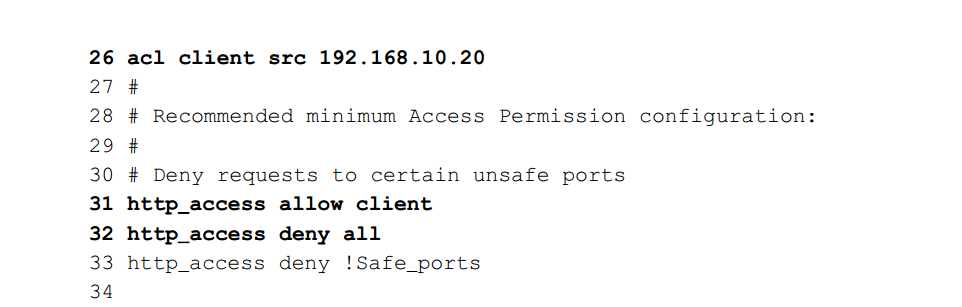 26 acl client src 192.168.10.20
27 #
28 # Recommended minimum Access Permission configuration:
29 #
30 # Deny requests to certain unsafe ports
31 http_access allow client
32 http_access deny all
33 http_access deny !Safe_ports
34